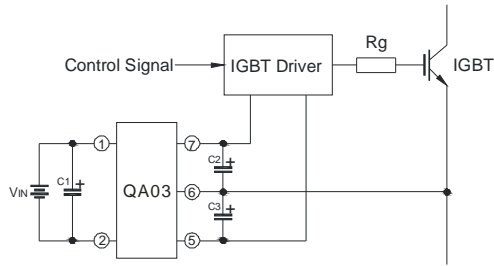 Rg
Control Signal
IGBT Driver
IGBT
1
7
C2
+
VIN
C1
+
QA03
6
C3
+
2
5